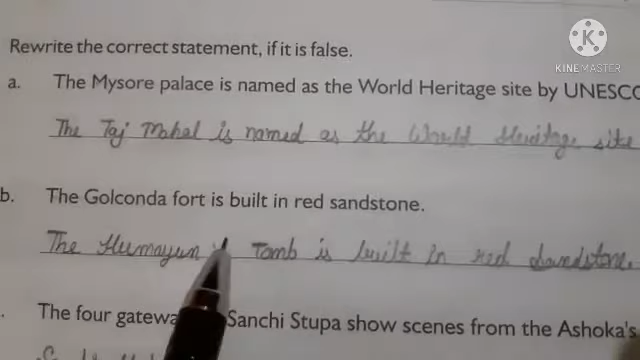 KINEMASTER
Rewrite the correct statement, if it is false.
a. The Mysore palace is named as the World Heritage site by UNESCO
The Taj Mahal is named as the World Heritage site
b. The Golconda fort is built in red sandstone.
The Humayun Tomb is built in red sandstone.
The four gatewa Sanchi Stupa show scenes from the Ashoka's